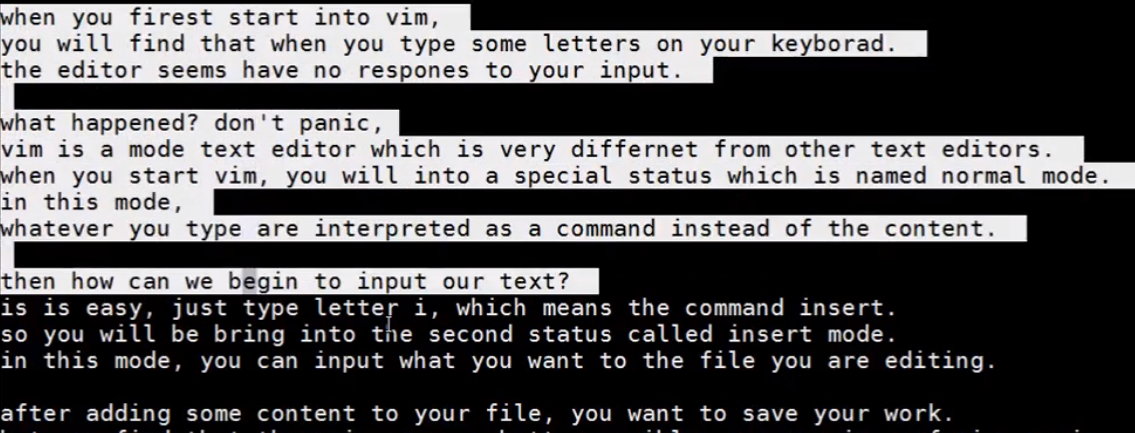 when you firest start into vim,
you will find that when you type some letters on your keyborad.
the editor seems have no respones to your input.
what happened? don't panic,
vim is a mode text editor which is very differnet from other text editors.
when you start vim, you will into a special status which is named normal mode.
in this mode,
whatever you type are interpreted as a command instead of the content.
then how can we begin to input our text?
is is easy, just type letter i, which means the command insert.
so you will be bring into the second status called insert mode.
in this mode, you can input what you want to the file you are editing.
after adding some content to your file, you want to save your work.